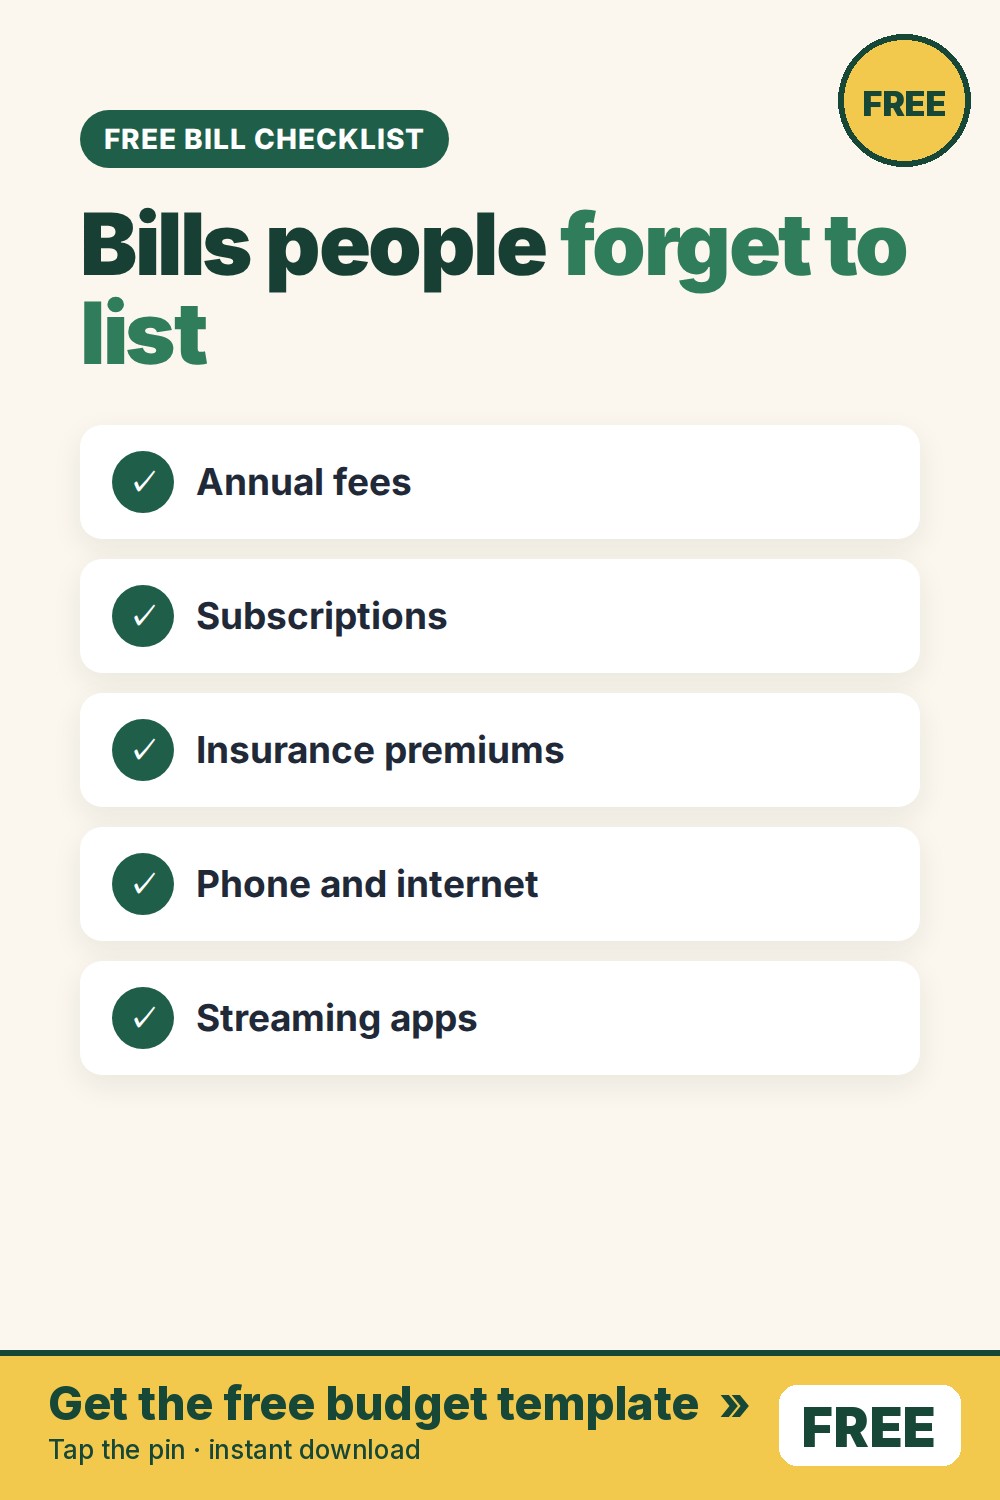 FREE
FREE BILL CHECKLIST
Bills people forget to
list
✓ Annual fees
✓ Subscriptions
✓ Insurance premiums
✓ Phone and internet
✓ Streaming apps
Get the free budget template »
Tap the pin · instant download
FREE